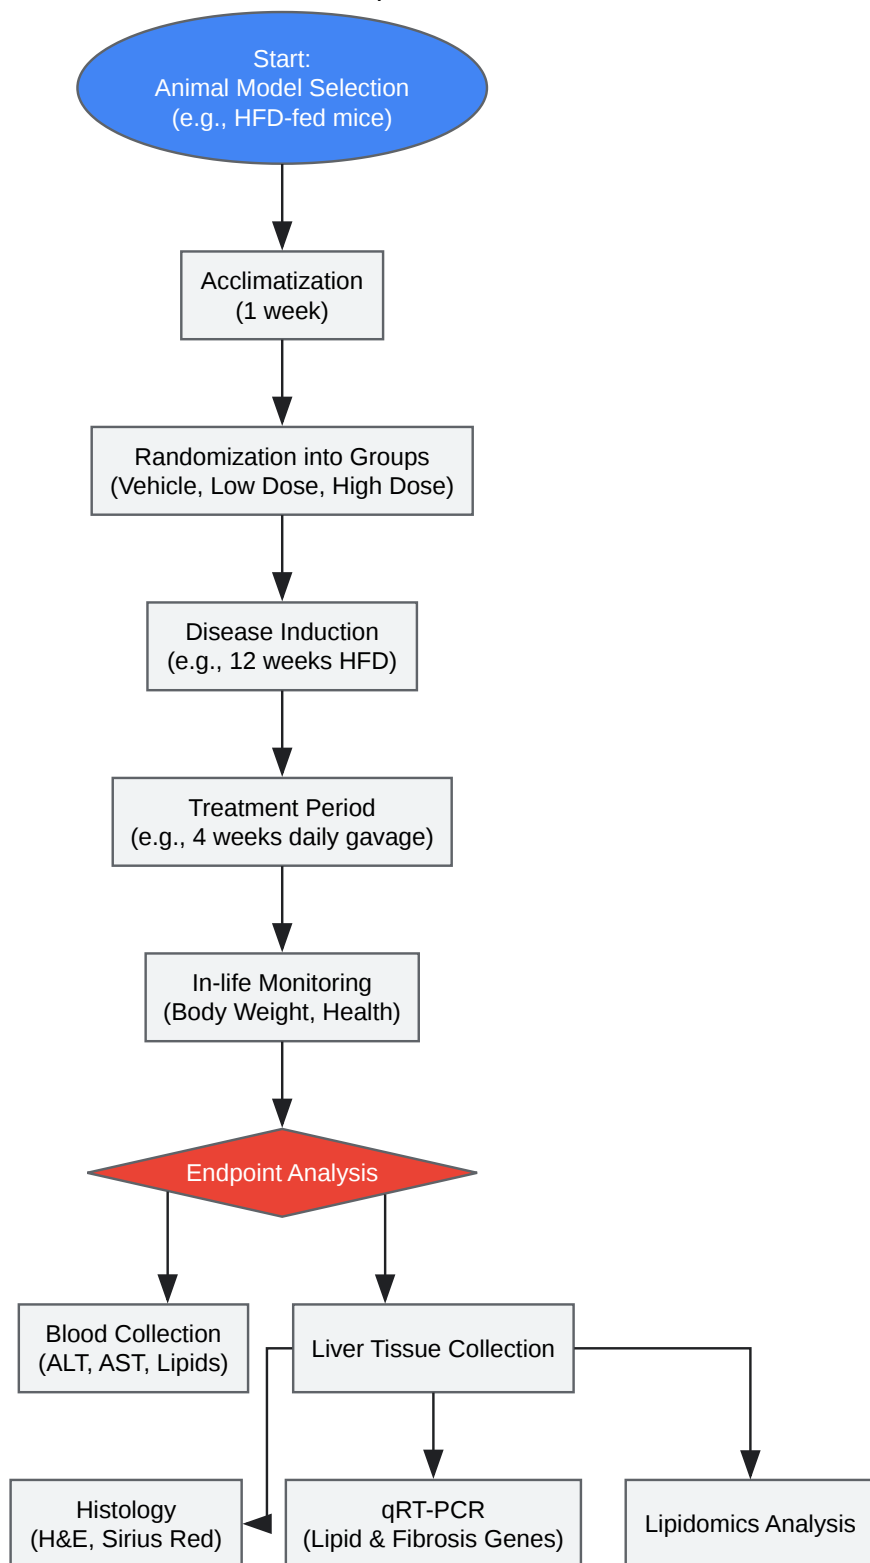 Start:
Animal Model Selection
(e.g., HFD-fed mice)
Acclimatization
(1 week)
Randomization into Groups
(Vehicle, Low Dose, High Dose)
Disease Induction
(e.g., 12 weeks HFD)
Treatment Period
(e.g., 4 weeks daily gavage)
In-life Monitoring
(Body Weight, Health)
Endpoint Analysis
Blood Collection
(ALT, AST, Lipids)
Liver Tissue Collection
Histology
(H&E, Sirius Red)
qRT-PCR
(Lipid & Fibrosis Genes)
Lipidomics Analysis